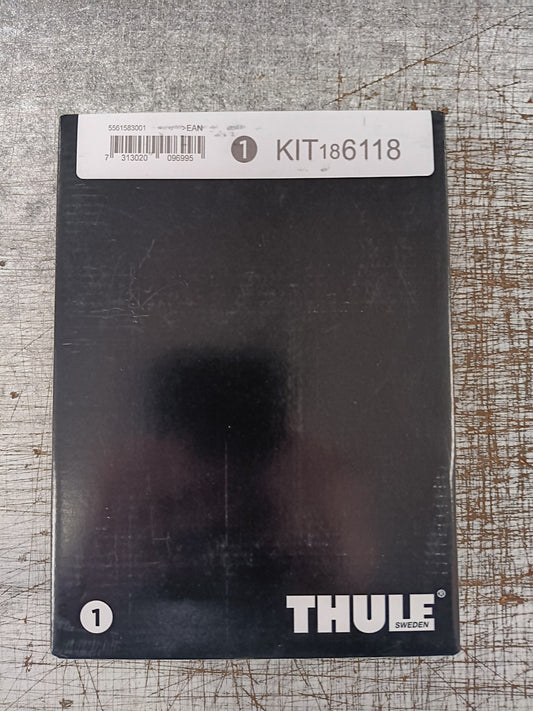 5561583001 EAN
7 313020 096995
1 KIT186118
1
THULE®
SWEDEN